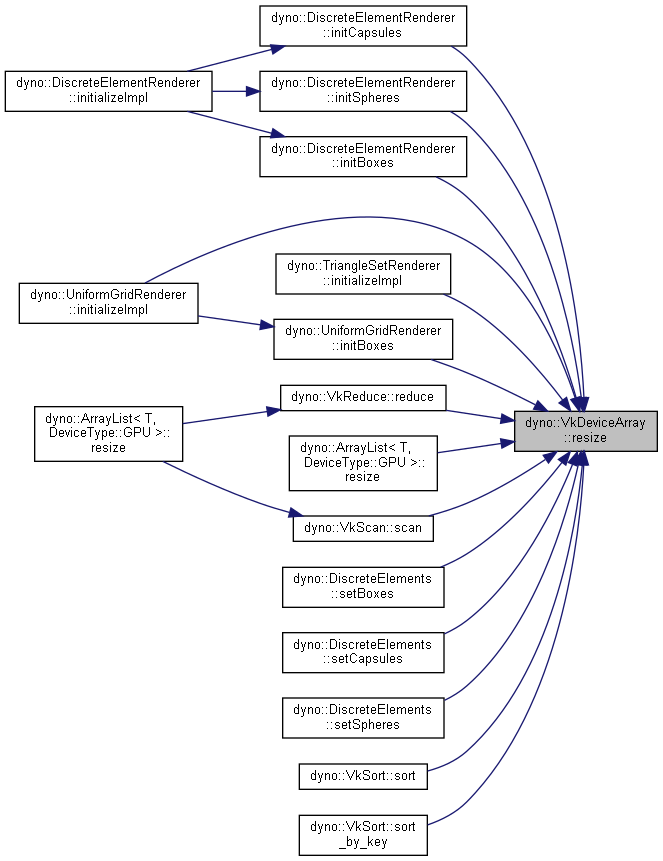 dyno::DiscreteElementRenderer
::initCapsules
dyno::DiscreteElementRenderer
::initializeImpl
dyno::DiscreteElementRenderer
::initSpheres
dyno::DiscreteElementRenderer
::initBoxes
dyno::TriangleSetRenderer
::initializeImpl
dyno::UniformGridRenderer
::initializeImpl
dyno::UniformGridRenderer
::initBoxes
dyno::VkReduce::reduce
dyno::ArrayList< T,
DeviceType::GPU >::
resize
dyno::VkDeviceArray
::resize
dyno::ArrayList< T,
DeviceType::GPU >::
resize
dyno::VkScan::scan
dyno::DiscreteElements
::setBoxes
dyno::DiscreteElements
::setCapsules
dyno::DiscreteElements
::setSpheres
dyno::VkSort::sort
dyno::VkSort::sort
_by_key